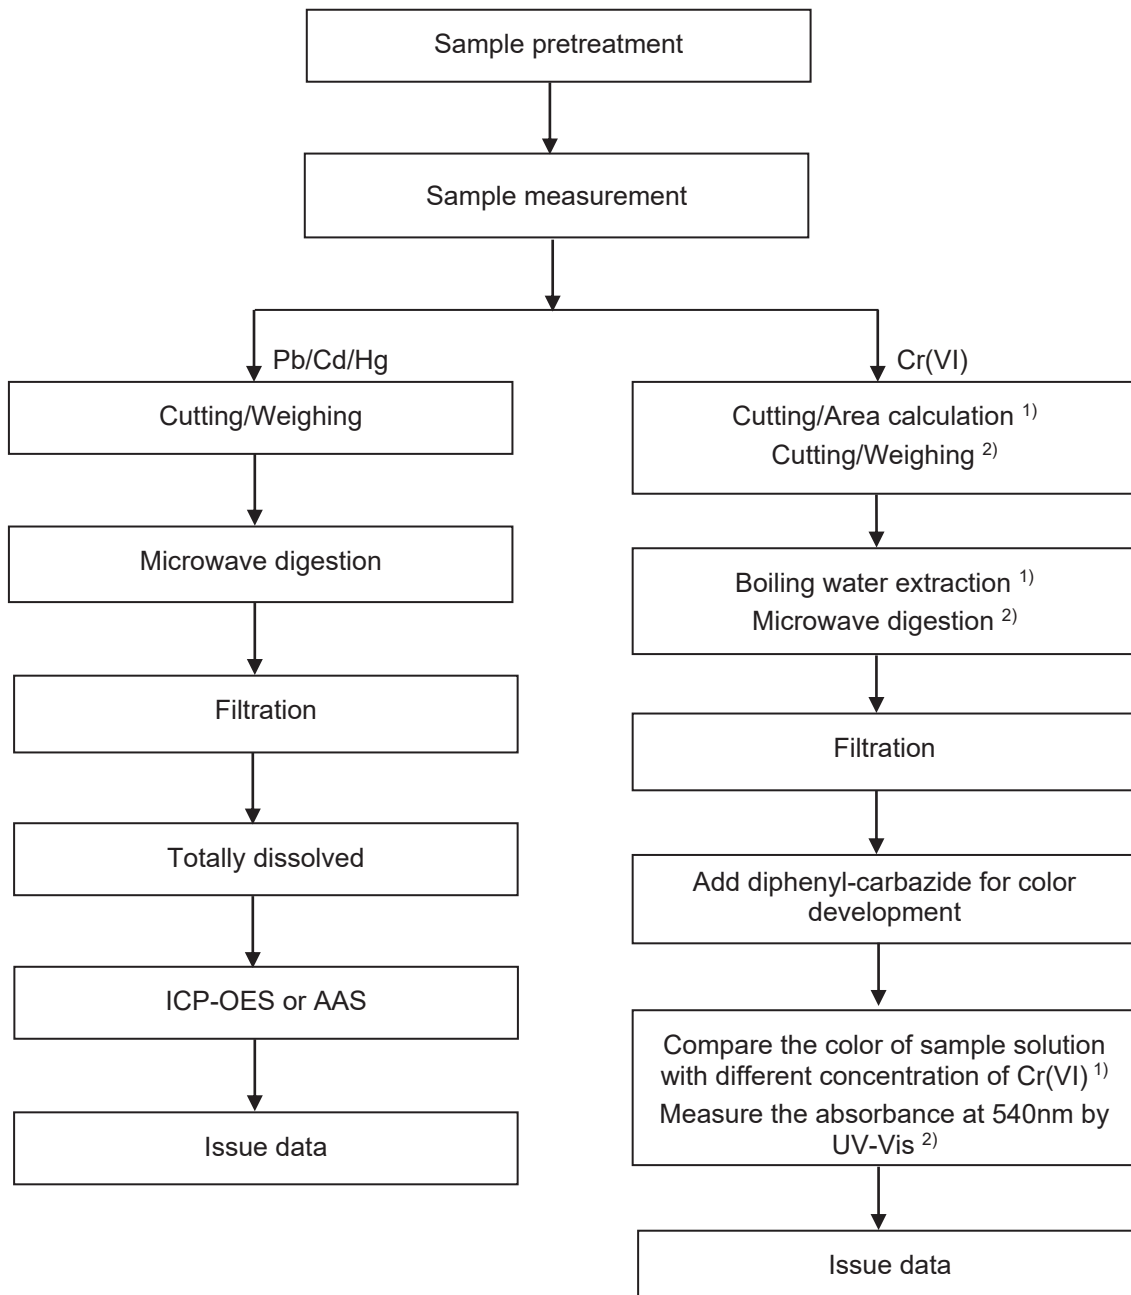 Sample pretreatment
Sample measurement
Pb/Cd/Hg
Cutting/Weighing
Microwave digestion
Filtration
Totally dissolved
ICP-OES or AAS
Issue data
Cr(VI)
Cutting/Area calculation 1)
Cutting/Weighing 2)
Boiling water extraction 1)
Microwave digestion 2)
Filtration
Add diphenyl-carbazide for color
development
Compare the color of sample solution
with different concentration of Cr(VI) 1)
Measure the absorbance at 540nm by
UV-Vis 2)
Issue data